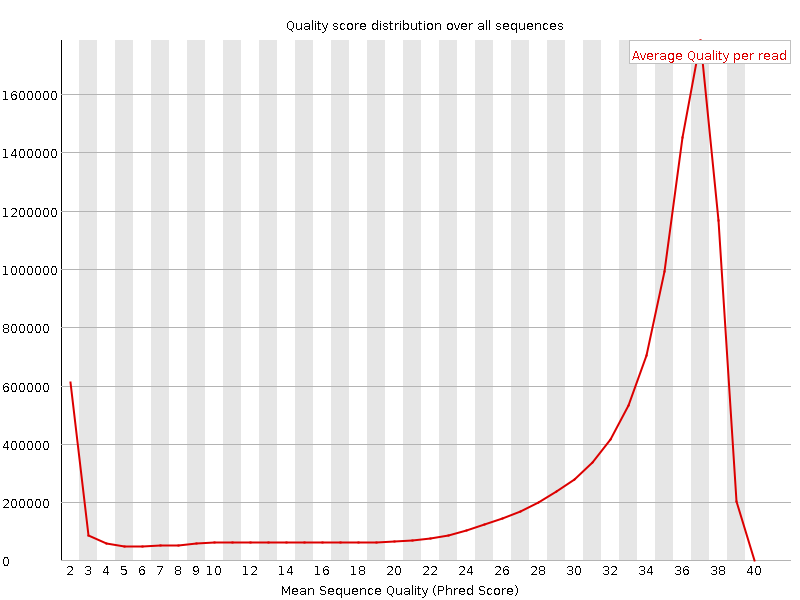 Quality score distribution over all sequences
Average Quality per read
1600000
1400000
1200000
1000000
800000
600000
400000
200000
0
2 3 4 5 6 7 8 9 10 12 14 16 18 20 22 24 26 28 30 32 34 36 38 40
Mean Sequence Quality (Phred Score)